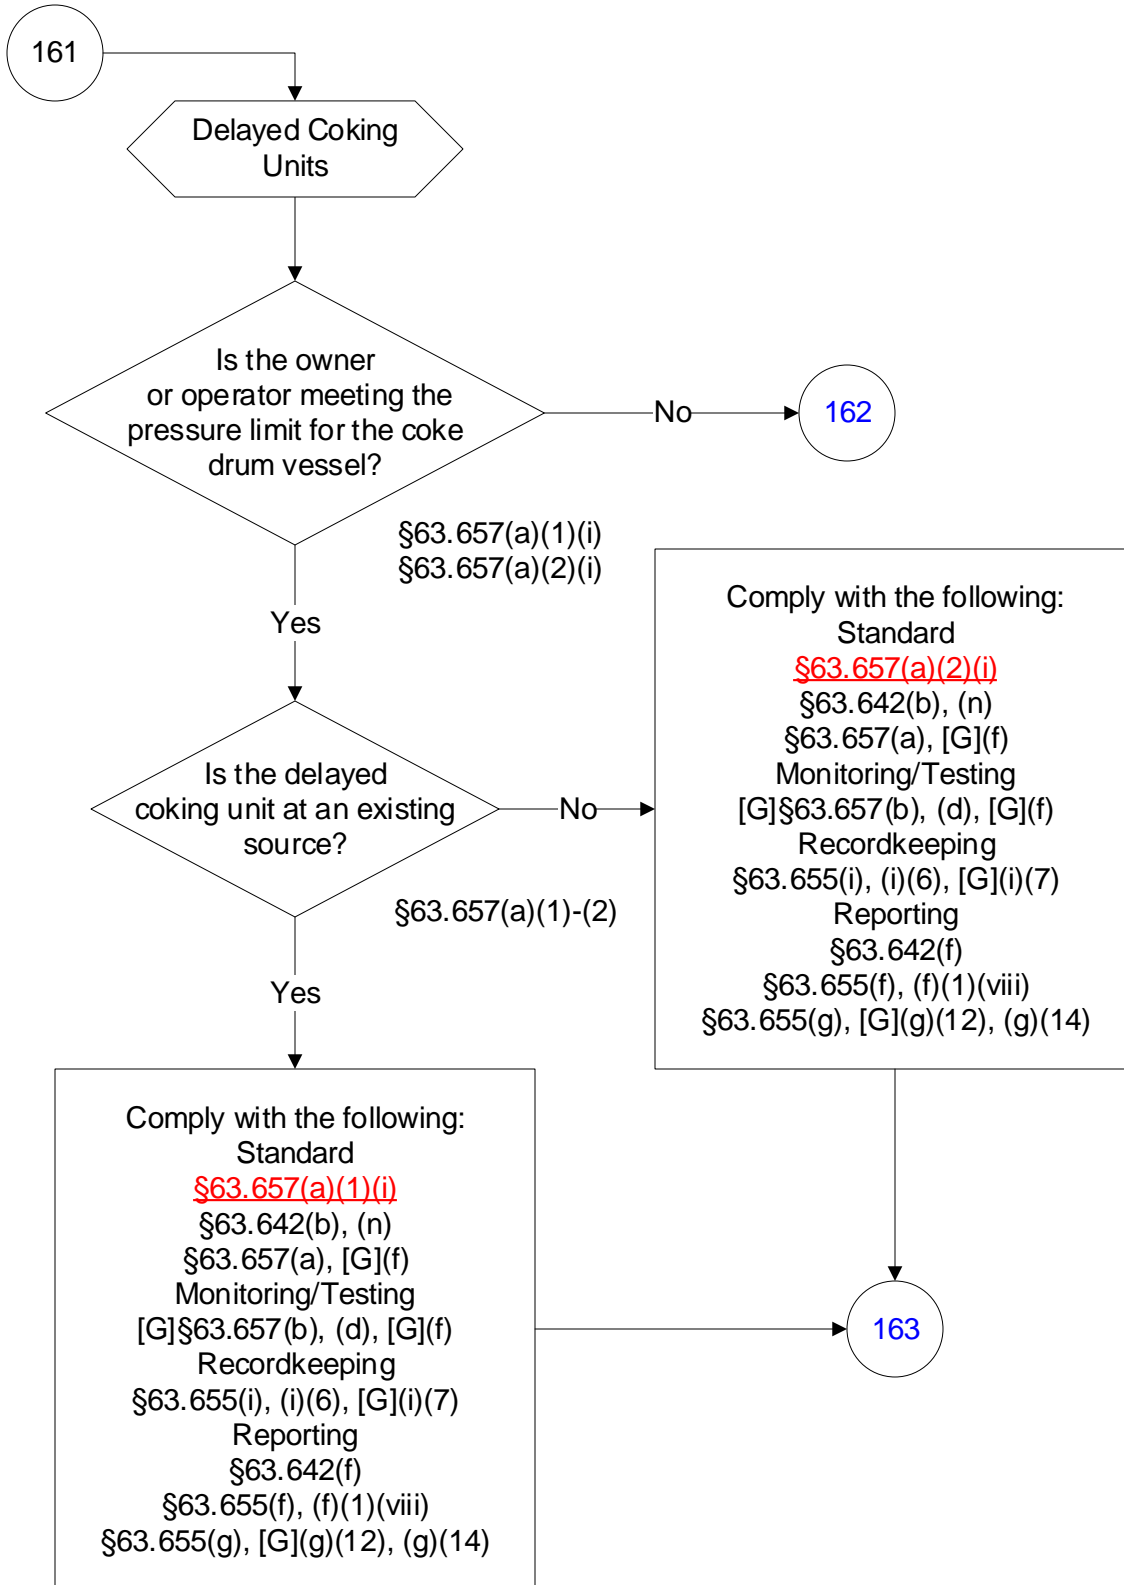 161
Delayed Coking
Units
Is the owner
or operator meeting the
pressure limit for the coke
drum vessel?
No
162
§63.657(a)(1)(i)
§63.657(a)(2)(i)
Yes
Is the delayed
coking unit at an existing
source?
No
§63.657(a)(1)-(2)
Yes
Comply with the following:
Standard
§63.657(a)(2)(i)
§63.642(b), (n)
§63.657(a), [G](f)
Monitoring/Testing
[G]§63.657(b), (d), [G](f)
Recordkeeping
§63.655(i), (i)(6), [G](i)(7)
Reporting
§63.642(f)
§63.655(f), (f)(1)(viii)
§63.655(g), [G](g)(12), (g)(14)
Comply with the following:
Standard
§63.657(a)(1)(i)
§63.642(b), (n)
§63.657(a), [G](f)
Monitoring/Testing
[G]§63.657(b), (d), [G](f)
Recordkeeping
§63.655(i), (i)(6), [G](i)(7)
Reporting
§63.642(f)
§63.655(f), (f)(1)(viii)
§63.655(g), [G](g)(12), (g)(14)
163